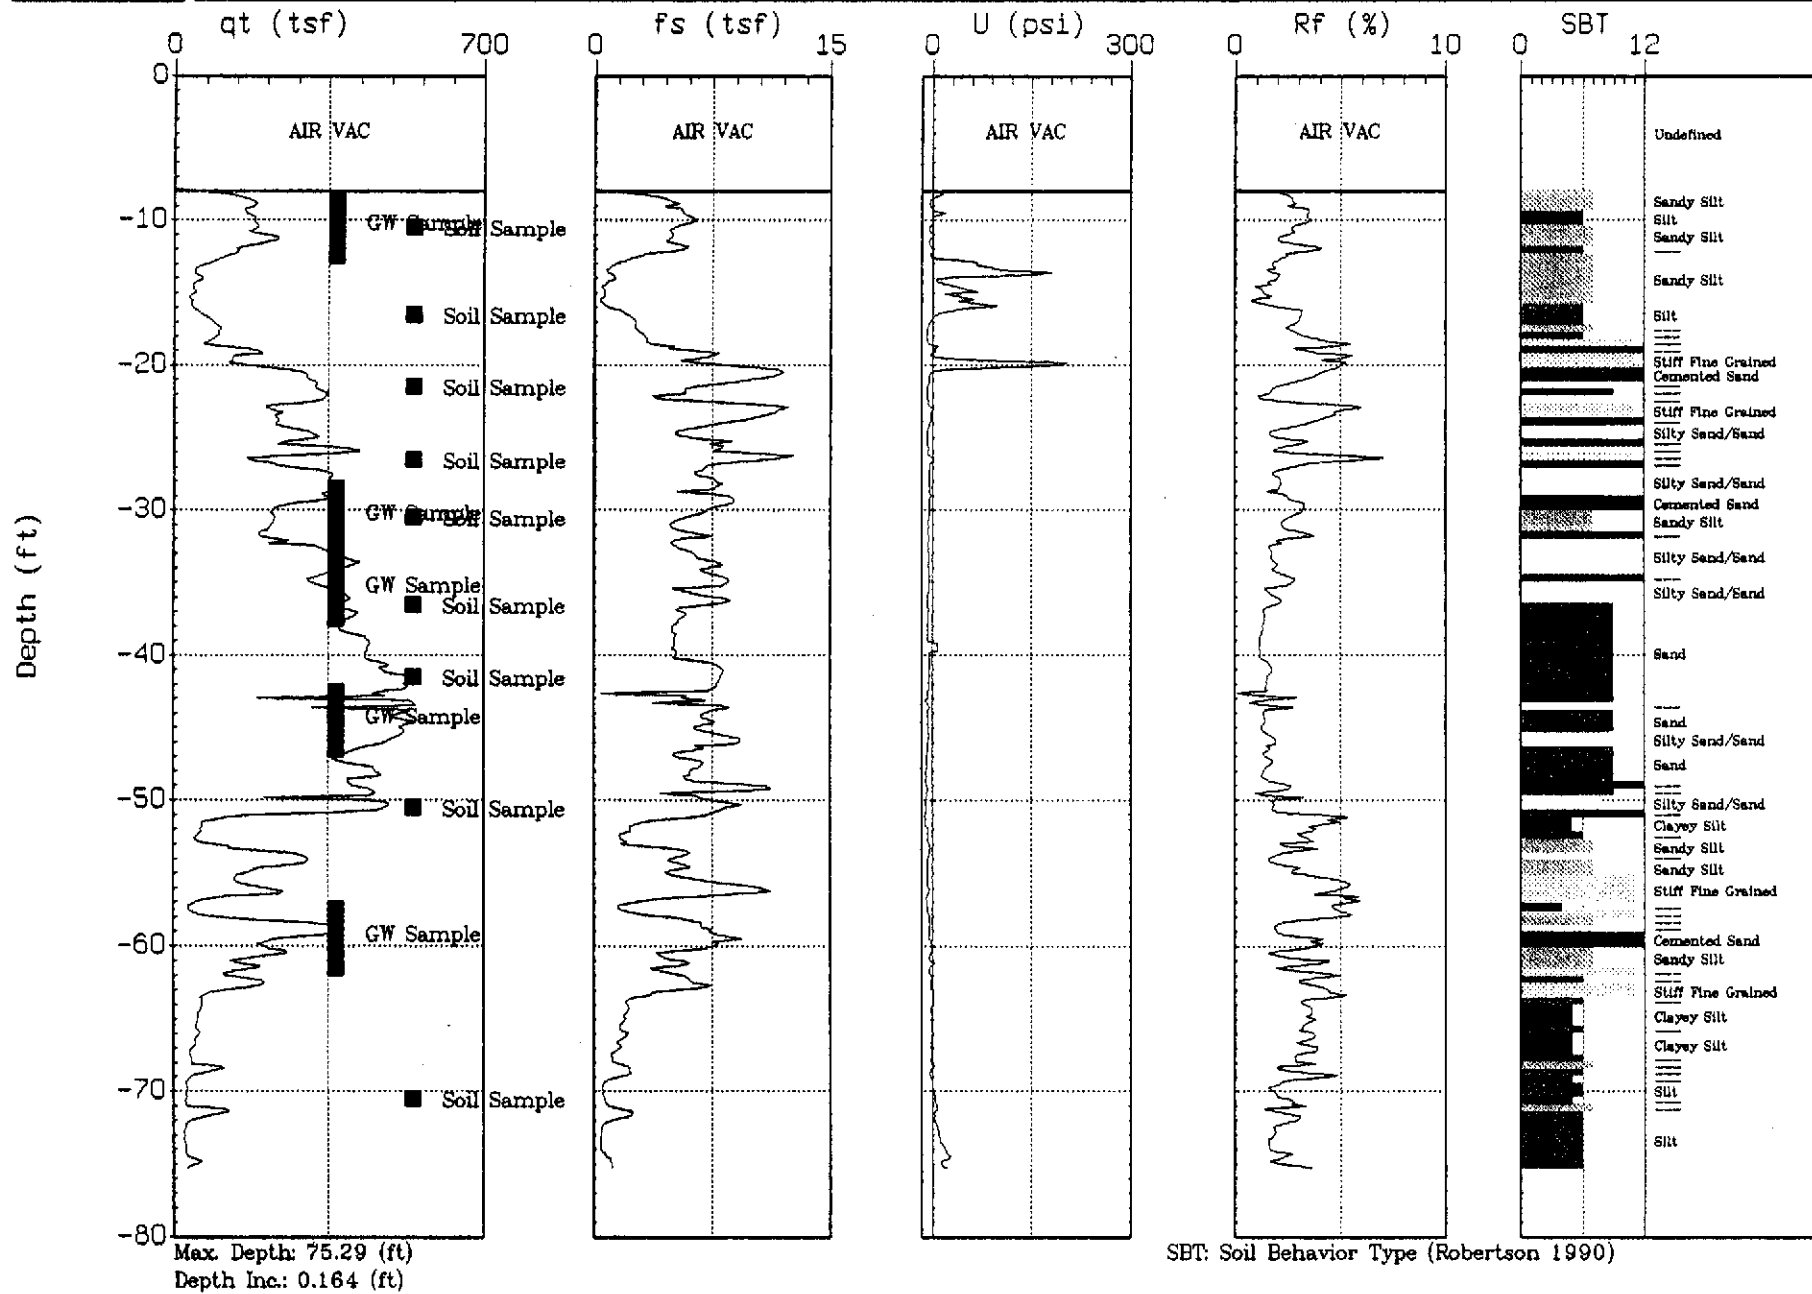 qt (tsf) fs (tsf) U (psi) Rf (%) SBT
0 700 0 15 0 300 0 10 0 12
0
AIR VAC AIR VAC AIR VAC AIR VAC
Undefined
Sandy Silt
-10 GW Sample Soil Sample Silt
Sandy Silt
Sandy Silt
Soil Sample Silt
-20 Stiff Fine Grained
Soil Sample Cemented Sand
Stiff Fine Grained
Silty Sand/Sand
Soil Sample
Silty Sand/Sand
-30 GW Sample Soil Sample Cemented Sand
Sandy Silt
Silty Sand/Sand
GW Sample
Soil Sample Silty Sand/Sand
Depth (ft)
-40 Sand
Soil Sample
GW Sample Sand
Silty Sand/Sand
Sand
-50 Soil Sample Silty Sand/Sand
Clayey Silt
Sandy Silt
Sandy Silt
Stiff Fine Grained
GW Sample
-60 Cemented Sand
Sandy Silt
Stiff Fine Grained
Clayey Silt
Clayey Silt
-70 Soil Sample Silt
Silt
-80
Max. Depth: 75.29 (ft) SBT: Soil Behavior Type (Robertson 1990)
Depth Inc.: 0.164 (ft)